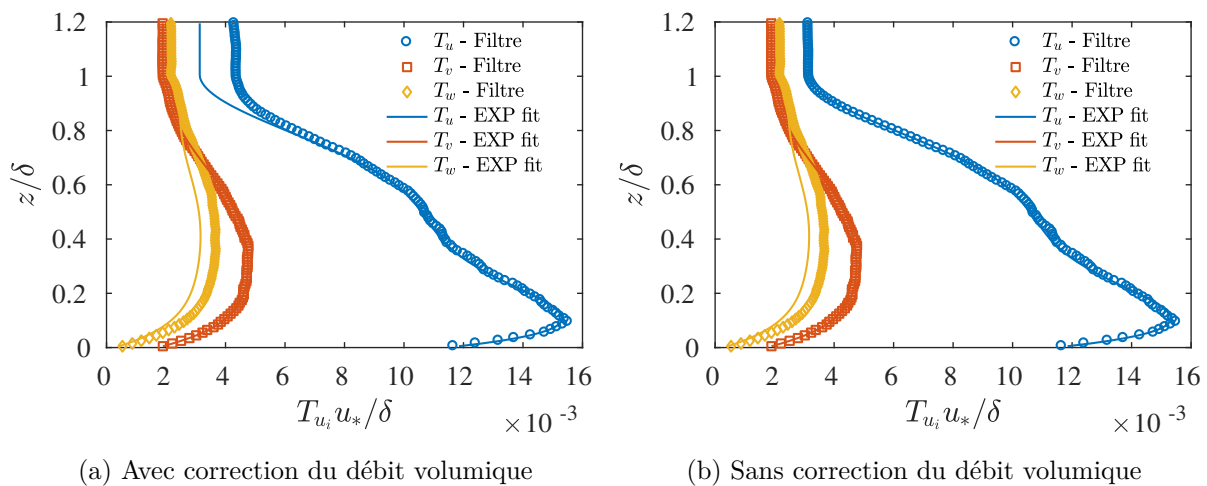 1.2
1
0.8
0.6
0.4
0.2
0
z/δ
T_u - Filtre
T_v - Filtre
T_w - Filtre
T_u - EXP fit
T_v - EXP fit
T_w - EXP fit
0 2 4 6 8 10 12 14 16
T_{u_i} u_*/δ
×10 -3
(a) Avec correction du débit volumique
1.2
1
0.8
0.6
0.4
0.2
0
z/δ
T_u - Filtre
T_v - Filtre
T_w - Filtre
T_u - EXP fit
T_v - EXP fit
T_w - EXP fit
0 2 4 6 8 10 12 14 16
T_{u_i} u_*/δ
×10 -3
(b) Sans correction du débit volumique